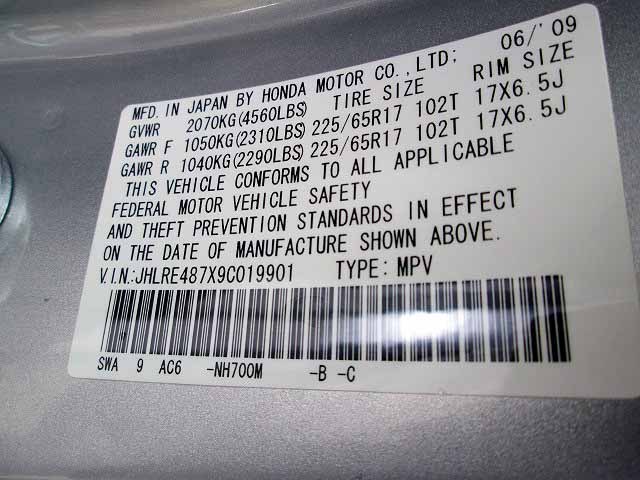 MFD. IN JAPAN BY HONDA MOTOR CO., LTD; 06/'09
GVWR 2070KG(4560LBS) TIRE SIZE RIM SIZE
GAWR F 1050KG(2310LBS) 225/65R17 102T 17X6.5J
GAWR R 1040KG(2290LBS) 225/65R17 102T 17X6.5J
THIS VEHICLE CONFORMS TO ALL APPLICABLE
FEDERAL MOTOR VEHICLE SAFETY
AND THEFT PREVENTION STANDARDS IN EFFECT
ON THE DATE OF MANUFACTURE SHOWN ABOVE.
V.I.N.:JHLRE487X9C019901 TYPE: MPV
SWA 9 AC6 -NH700M -B -C